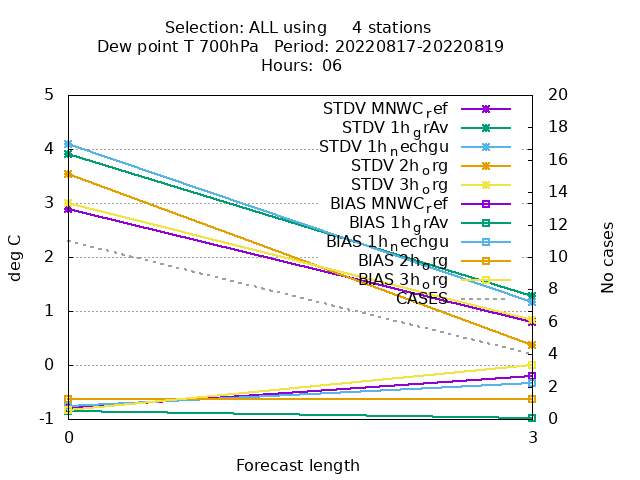 Selection: ALL using     4 stations
Dew point T 700hPa   Period: 20220817-20220819
Hours: 06
5 20
STDV MNWC_ref
18
STDV 1h_grAv
4 STDV 1h_nechgu
16
STDV 2h_org
STDV 3h_org
14
3 BIAS MNWC_ref
BIAS 1h_grAv 12
BIAS 1h_nechgu
2 BIAS 2h_org 10
BIAS 3h_org
8
CASES
1
6
4
0
2
-1 0
0 3
deg C
No cases
Forecast length